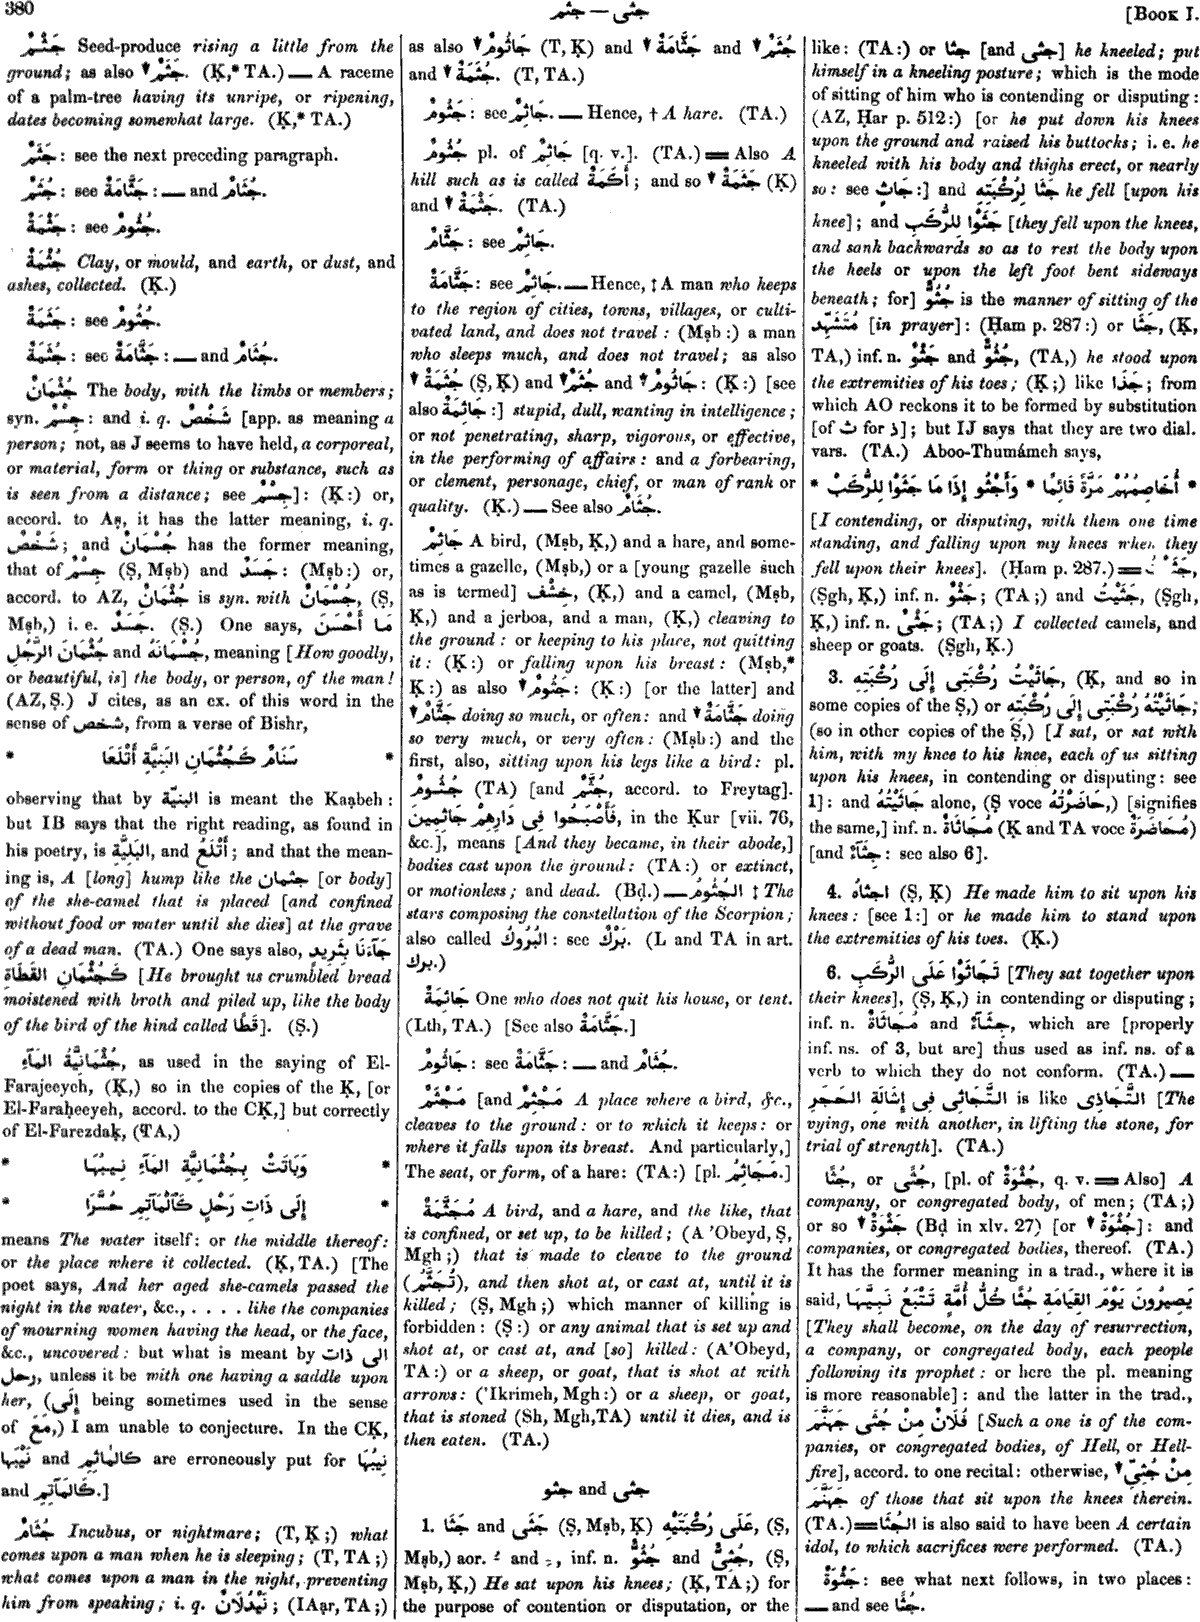 380
جثم — جثى
[BOOK I.
جَثْمٌ Seed-produce rising a little from the
ground; as also ▼جَثَمٌ. (Ḳ,* TA.) — A raceme
of a palm-tree having its unripe, or ripening,
dates becoming somewhat large. (Ḳ,* TA.)
جَثَمٌ: see the next preceding paragraph.
جُثَمٌ: see جَثَّامَةٌ: — and جُثَامٌ.
جَثْمَةٌ: see جُثُومٌ.
جُثْمَةٌ Clay, or mould, and earth, or dust, and
ashes, collected. (Ḳ.)
جَثَمَةٌ: see جُثُومٌ.
جُثَمَةٌ: see جَثَّامَةٌ: — and جُثَامٌ.
جُثْمَانٌ The body, with the limbs or members;
syn. جِسْمٌ: and i. q. شَخْصٌ [app. as meaning a
person; not, as J seems to have held, a corporeal,
or material, form or thing or substance, such as
is seen from a distance; see جِسْمٌ]: (Ḳ:) or,
accord. to Aṣ, it has the latter meaning, i. q.
شَخْصٌ; and جُسْمَانٌ has the former meaning,
that of جِسْمٌ (Ṣ, Mṣb) and جَسَدٌ: (Mṣb:) or,
accord. to AZ, جُثْمَانٌ is syn. with جُسْمَانٌ, (Ṣ,
Mṣb,) i. e. جَسَدٌ. (Ṣ.) One says, مَا أَحْسَنَ
جُثْمَانَ الرَّجُلِ and جُسْمَانَهُ, meaning [How goodly,
or beautiful, is] the body, or person, of the man!
(AZ, Ṣ.) J cites, as an ex. of this word in the
sense of شخص, from a verse of Bishr,
* سَنَامٌ كَجُثْمَانِ البَنِيَّةِ أَتْلَعَا *
observing that by البنيّة is meant the Kaạbeh:
but IB says that the right reading, as found in
his poetry, is البَلِيَّة, and أَتْلَعُ; and that the mean-
ing is, A [long] hump like the جثمان [or body]
of the she-camel that is placed [and confined
without food or water until she dies] at the grave
of a dead man. (TA.) One says also, جَآءَنَا بِثَرِيدٍ
كَجُثْمَانِ القَطَاةِ [He brought us crumbled bread
moistened with broth and piled up, like the body
of the bird of the kind called قَطًا]. (Ṣ.)
جُثْمَانِيَّةُ المَآءِ, as used in the saying of El-
Farajeeyeh, (Ḳ,) so in the copies of the Ḳ, [or
El-Faraḥeeyeh, accord. to the CḲ,] but correctly
of El-Farezdaḳ, (TA,)
* وَبَاتَتْ بِجُثْمَانِيَّةِ المَآءِ نِيبُهَا *
* إِلَى ذَاتِ رَحْلٍ كَالْمَآتِمِ حُسَّرَا *
means The water itself: or the middle thereof:
or the place where it collected. (Ḳ, TA.) [The
poet says, And her aged she-camels passed the
night in the water, &c., . . . . like the companies
of mourning women having the head, or the face,
&c., uncovered: but what is meant by الى ذات
رحل, unless it be with one having a saddle upon
her, (إِلَى being sometimes used in the sense
of مَعَ,) I am unable to conjecture. In the CḲ,
and are erroneously put for نِيبُهَا
and كَالمَآتِمِ.]
جُثَامٌ Incubus, or nightmare; (T, Ḳ;) what
comes upon a man when he is sleeping; (T, TA;)
what comes upon a man in the night, preventing
him from speaking; i. q. نَيْدُلَانٌ; (IAạr, TA;)
as also ▼جَاثُومٌ (T, Ḳ) and ▼جَثَّامَةٌ and ▼جُثَمٌ
and ▼جُثَمَةٌ. (T, TA.)
جَثُومٌ: see جَاثِمٌ. — Hence, † A hare. (TA.)
جُثُومٌ pl. of جَاثِمٌ [q. v.]. (TA.) = Also A
hill such as is called أَكَمَةٌ; and so ▼جَثْمَةٌ (Ḳ)
and ▼جَثَمَةٌ. (TA.)
جَثَّامٌ: see جَاثِمٌ.
جَثَّامَةٌ: see جَاثِمٌ. — Hence, ‡ A man who keeps
to the region of cities, towns, villages, or culti-
vated land, and does not travel: (Mṣb:) a man
who sleeps much, and does not travel; as also
▼جُثَمَةٌ (Ṣ, Ḳ) and ▼جُثَمٌ and ▼جَاثُومٌ: (Ḳ:) [see
also جَاثِمَةٌ:] stupid, dull, wanting in intelligence;
or not penetrating, sharp, vigorous, or effective,
in the performing of affairs: and a forbearing,
or clement, personage, chief, or man of rank or
quality. (Ḳ.) — See also جُثَامٌ.
جَاثِمٌ A bird, (Mṣb, Ḳ,) and a hare, and some-
times a gazelle, (Mṣb,) or a [young gazelle such
as is termed] خِشْف, (Ḳ,) and a camel, (Mṣb,
Ḳ,) and a jerboa, and a man, (Ḳ,) cleaving to
the ground: or keeping to his place, not quitting
it: (Ḳ:) or falling upon his breast: (Mṣb,*
Ḳ:) as also ▼جَثُومٌ: (Ḳ:) [or the latter] and
▼جَثَّامٌ doing so much, or often: and ▼جَثَّامَةٌ doing
so very much, or very often: (Mṣb:) and the
first, also, sitting upon his legs like a bird: pl.
جُثُومٌ (TA) [and جُثَّمٌ, accord. to Freytag].
فَأَصْبَحُوا فِى دَارِهِمْ جَاثِمِينَ, in the Ḳur [vii. 76,
&c.], means [And they became, in their abode,]
bodies cast upon the ground: (TA:) or extinct,
or motionless; and dead. (Bḍ.) — الجُثُومُ ‡ The
stars composing the constellation of the Scorpion;
also called البُرُوكُ: see بَرْكٌ. (L and TA in art.
برك.)
جَاثِمَةٌ One who does not quit his house, or tent.
(Lth, TA.) [See also جَثَّامَةٌ.]
جَاثُومٌ: see جَثَّامَةٌ: — and جُثَامٌ.
مَجْثَمٌ [and مَجْثِمٌ A place where a bird, &c.,
cleaves to the ground: or to which it keeps: or
where it falls upon its breast. And particularly,]
The seat, or form, of a hare: (TA:) [pl. مَجَاثِمُ.]
مُجَثَّمَةٌ A bird, and a hare, and the like, that
is confined, or set up, to be killed; (A 'Obeyd, Ṣ,
Mgh;) that is made to cleave to the ground
(تُجَثَّمُ), and then shot at, or cast at, until it is
killed; (Ṣ, Mgh;) which manner of killing is
forbidden: (Ṣ:) or any animal that is set up and
shot at, or cast at, and [so] killed: (A'Obeyd,
TA:) or a sheep, or goat, that is shot at with
arrows: ('Ikrimeh, Mgh:) or a sheep, or goat,
that is stoned (Sh, Mgh, TA) until it dies, and is
then eaten. (TA.)
جثو and جثى
1. جَثَا and جَثَى (Ṣ, Mṣb, Ḳ) عَلَى رُكْبَتَيْهِ, (Ṣ,
Mṣb,) aor. ـُ and ـِ, inf. n. جُثُوٌّ and جُثِىٌّ, (Ṣ,
Mṣb, Ḳ,) He sat upon his knees; (Ḳ, TA;) for
the purpose of contention or disputation, or the
like: (TA:) or جثا [and جثى] he kneeled; put
himself in a kneeling posture; which is the mode
of sitting of him who is contending or disputing:
(AZ, Ḥar p. 512:) [or he put down his knees
upon the ground and raised his buttocks; i. e. he
kneeled with his body and thighs erect, or nearly
so: see جَاثٍ:] and جَثَا لِرُكْبَتِهِ he fell [upon his
knee]; and جَثَوْا لِلرُّكَبِ [they fell upon the knees,
and sank backwards so as to rest the body upon
the heels or upon the left foot bent sideways
beneath; for] جُثُوٌّ is the manner of sitting of the
مُتَشَهِّد [in prayer]: (Ḥam p. 287:) or جَثَا, (Ḳ,
TA,) inf. n. جَثْوٌ and جُثُوٌّ, (TA,) he stood upon
the extremities of his toes; (Ḳ;) like جَذَا; from
which AO reckons it to be formed by substitution
[of ث for ذ]; but IJ says that they are two dial.
vars. (TA.) Aboo-Thumámeh says,
* أُخَاصِمُهُمْ مَرَّةً قَائِمًا * وَأَجْثُو إِذَا مَا جَثَوْا لِلرُّكَبْ *
[I contending, or disputing, with them one time
standing, and falling upon my knees when they
fell upon their knees]. (Ḥam p. 287.) =
(Ṣgh, Ḳ,) inf. n. جَثْوٌ; (TA;) and جَثَيْتُ, (Ṣgh,
Ḳ,) inf. n. جَثْىٌ; (TA;) I collected camels, and
sheep or goats. (Ṣgh, Ḳ.)
3. جَاثَيْتُ رُكْبَتِى إِلَى رُكْبَتِهِ, (Ḳ, and so in
some copies of the Ṣ,) or جَاثَيْتُهُ رُكْبَتِى إِلَى رُكْبَتِهِ;
(so in other copies of the Ṣ,) [I sat, or sat with
him, with my knee to his knee, each of us sitting
upon his knees, in contending or disputing: see
1]: and جَاثَيْتُهُ alone, (Ṣ voce حَاضَرْتُهُ,) [signifies
the same,] inf. n. مُجَاثَاةٌ (Ḳ and TA voce مُحَاضَرَةٌ)
[and جِثَآءٌ: see also 6].
4. اجثاهُ (Ṣ, Ḳ) He made him to sit upon his
knees: [see 1:] or he made him to stand upon
the extremities of his toes. (Ḳ.)
6. تَجَاثَوْا عَلَى الرُّكَبِ [They sat together upon
their knees], (Ṣ, Ḳ,) in contending or disputing;
inf. n. مُجَاثَاةٌ and جِثَآءٌ, which are [properly
inf. ns. of 3, but are] thus used as inf. ns. of a
verb to which they do not conform. (TA.) —
التَّجَاثِى فِى إِشَالَةِ الحَجَرِ is like التَّجَاذِى [The
vying, one with another, in lifting the stone, for
trial of strength]. (TA.)
جُثًا, or جُثًى, [pl. of جُثْوَةٌ, q. v. = Also] A
company, or congregated body, of men; (TA;)
or so ▼جَثْوَةٌ (Bḍ in xlv. 27) [or ▼جُثْوَةٌ]: and
companies, or congregated bodies, thereof. (TA.)
It has the former meaning in a trad., where it is
said, يَصِيرُونَ يَوْمَ القِيَامَةِ جُثًا كُلُّ أُمَّةٍ تَتْبَعُ نَبِيَّهَا
[They shall become, on the day of resurrection,
a company, or congregated body, each people
following its prophet: or here the pl. meaning
is more reasonable]: and the latter in the trad.,
فُلَانٌ مِنْ جُثَى جَهَنَّمَ [Such a one is of the com-
panies, or congregated bodies, of Hell, or Hell-
fire], accord. to one recital: otherwise, ▼مِنْ جُثِىِّ
جَهَنَّمَ of those that sit upon the knees therein.
(TA.) = الجُثَا is also said to have been A certain
idol, to which sacrifices were performed. (TA.)
جَثْوَةٌ: see what next follows, in two places:
— and see جُثًا.